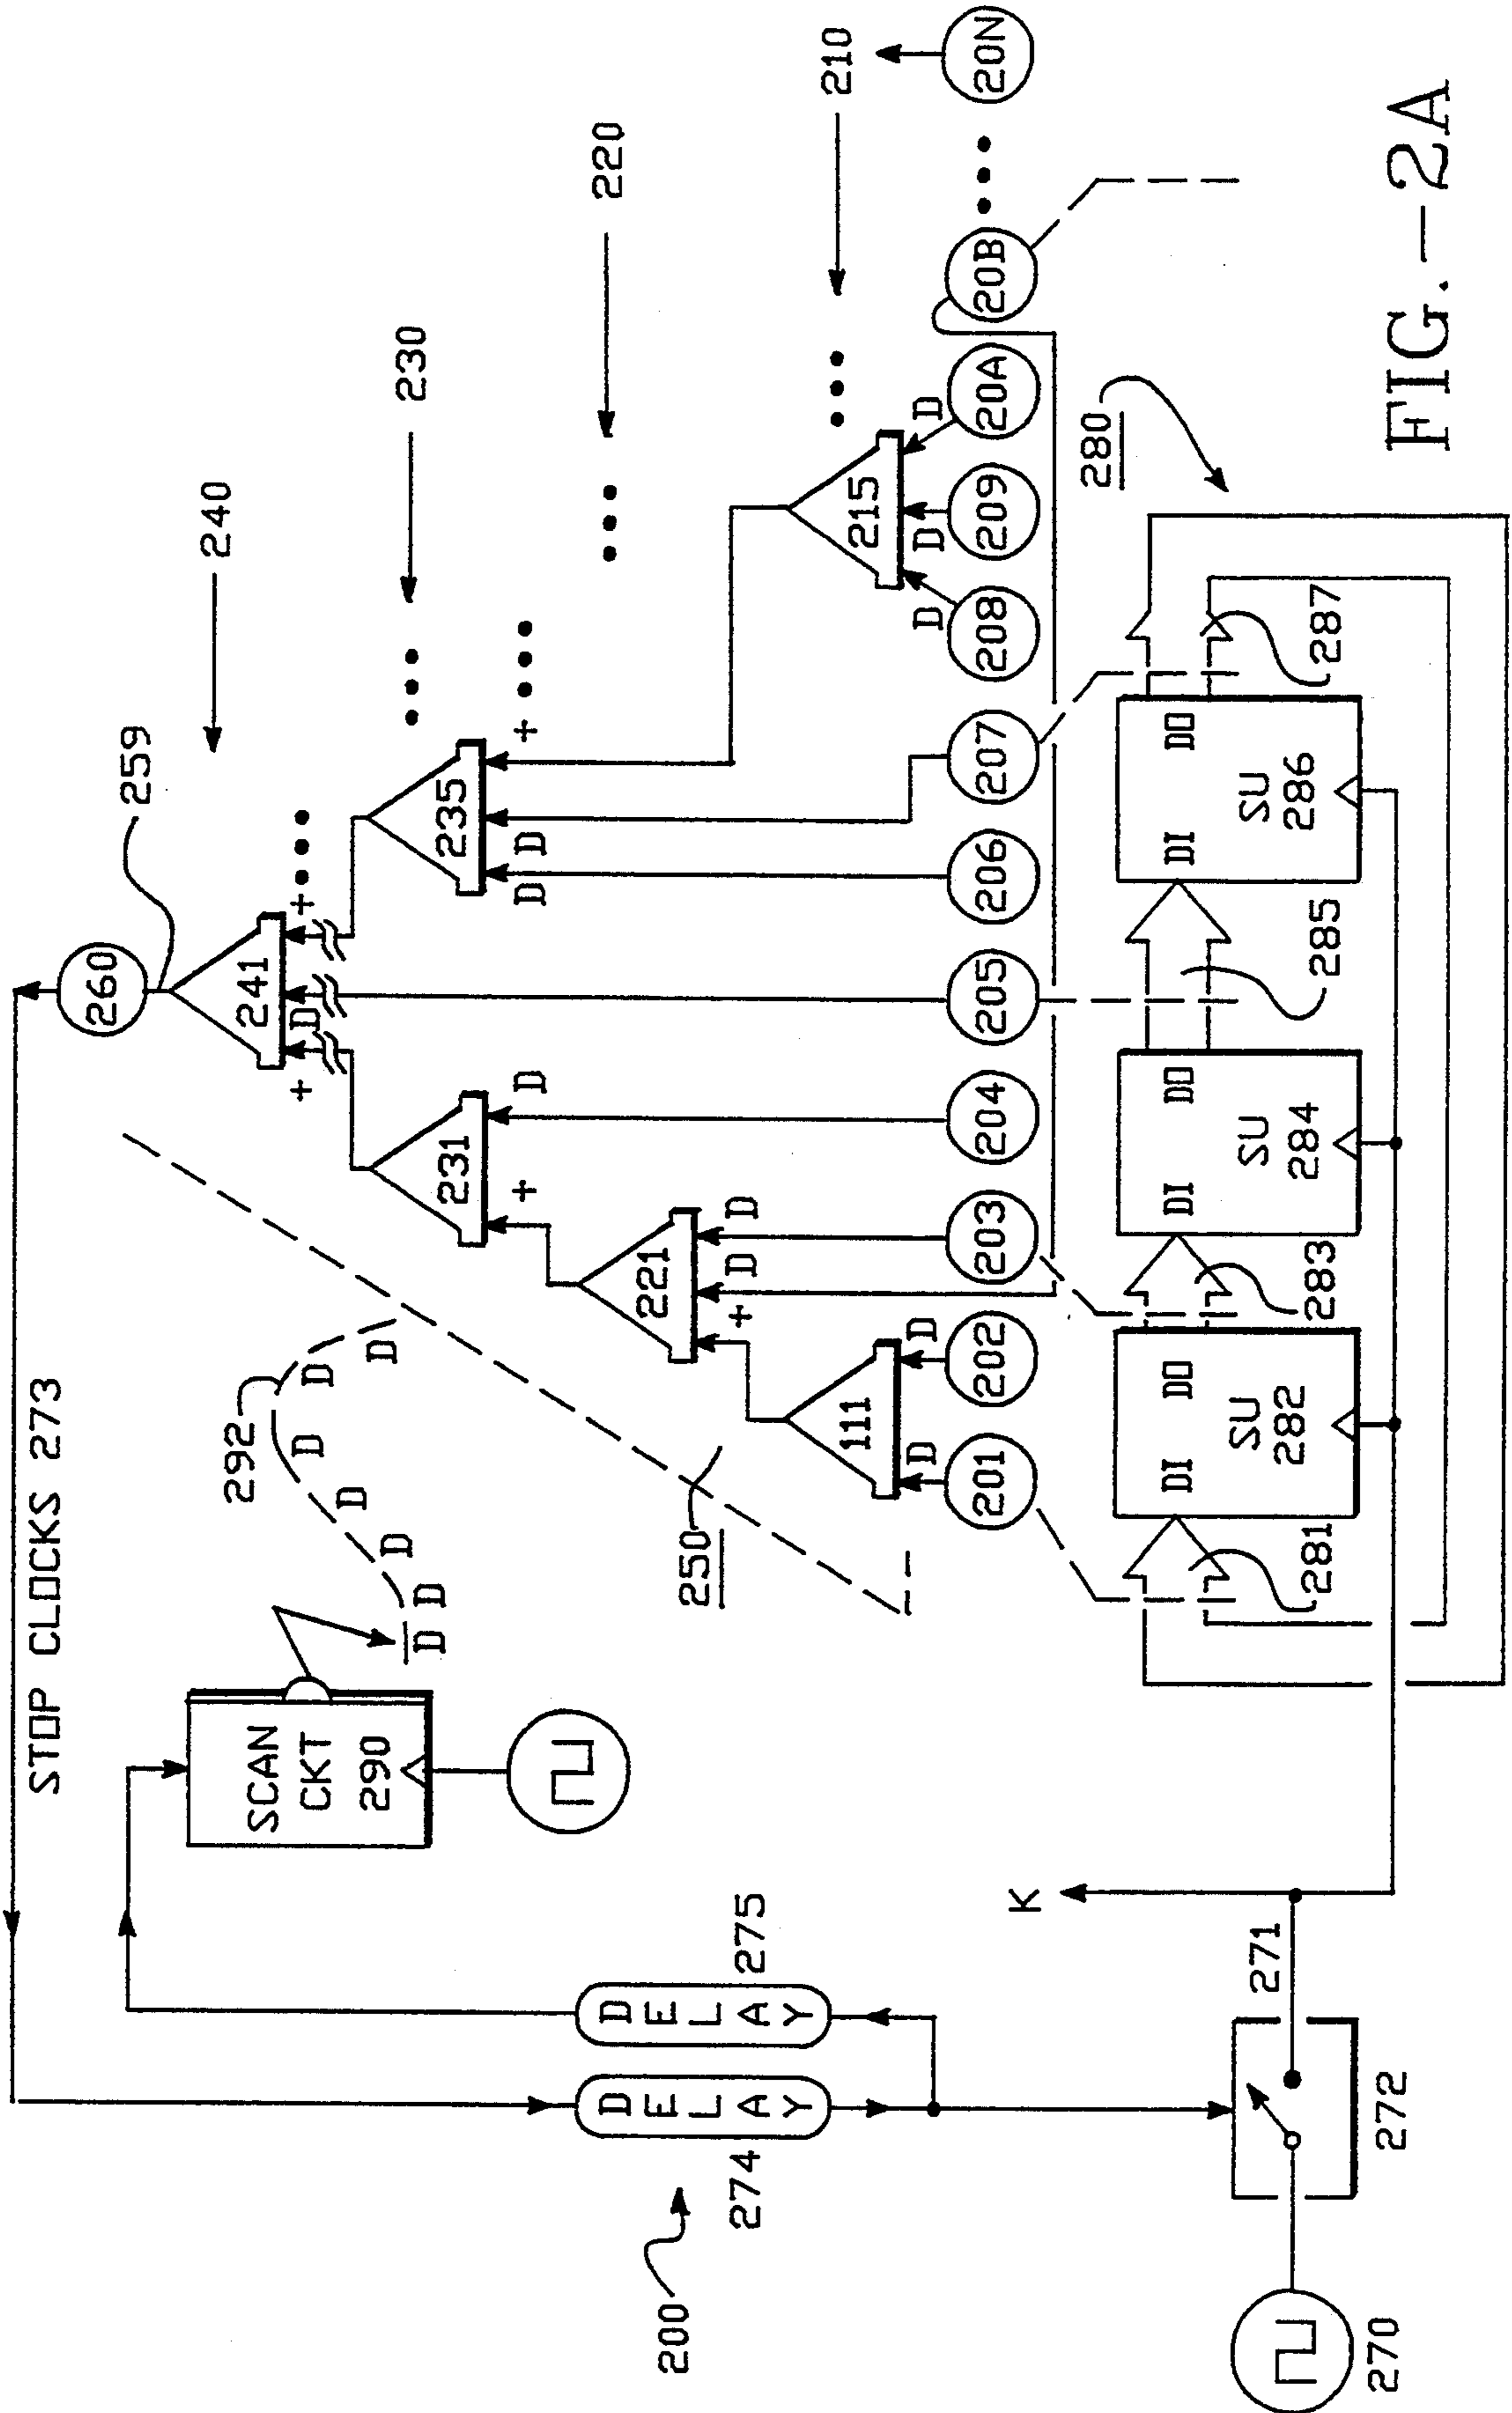 STOP CLOCKS 273
260
259
240
241
+
D
+
230
292
D
D
D
D
D
D
D
SCAN
CKT
290
231
235
+
D
D
D
+
220
221
+
D
D
250
210
111
215
D
D
D
D
D
201
202
203
204
205
206
207
208
209
20A
20B
20N
DELAY
274
DELAY
275
200
K
270
271
272
280
281
DI
DO
SU
282
283
DI
DO
SU
284
285
DI
DO
SU
286
287
FIG.-2A